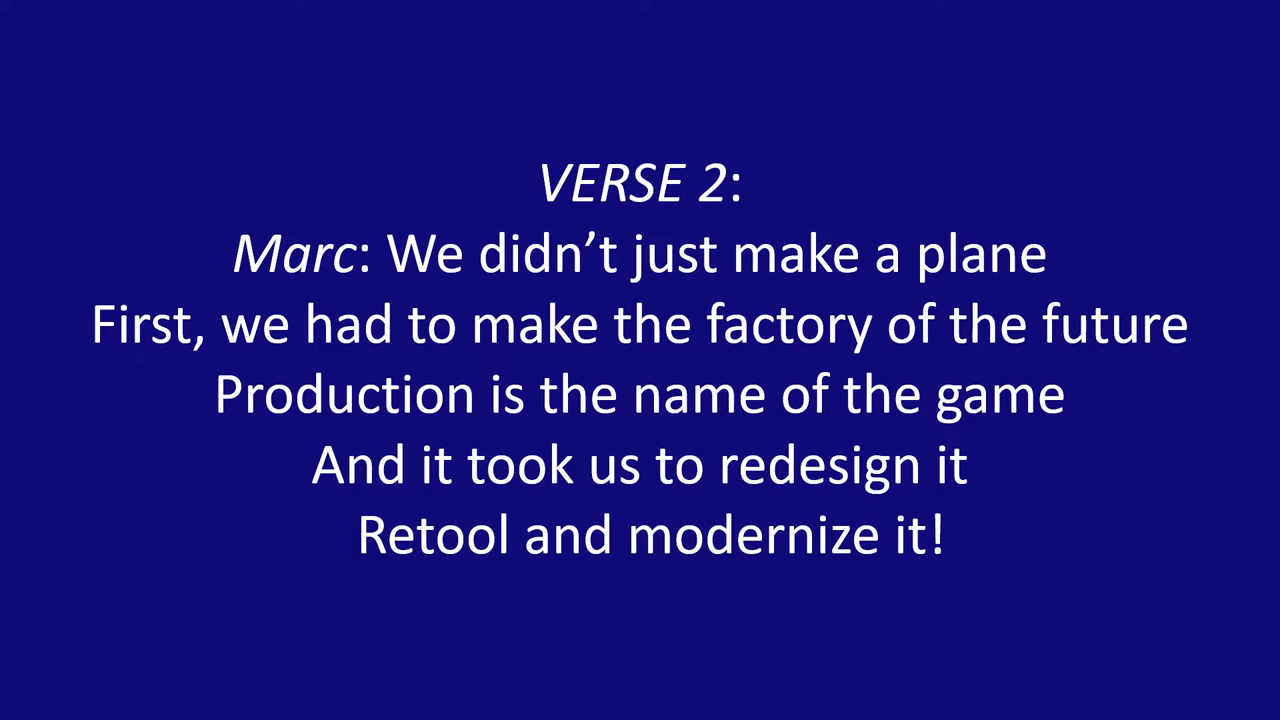 VERSE 2:
Marc: We didn’t just make a plane
First, we had to make the factory of the future
Production is the name of the game
And it took us to redesign it
Retool and modernize it!